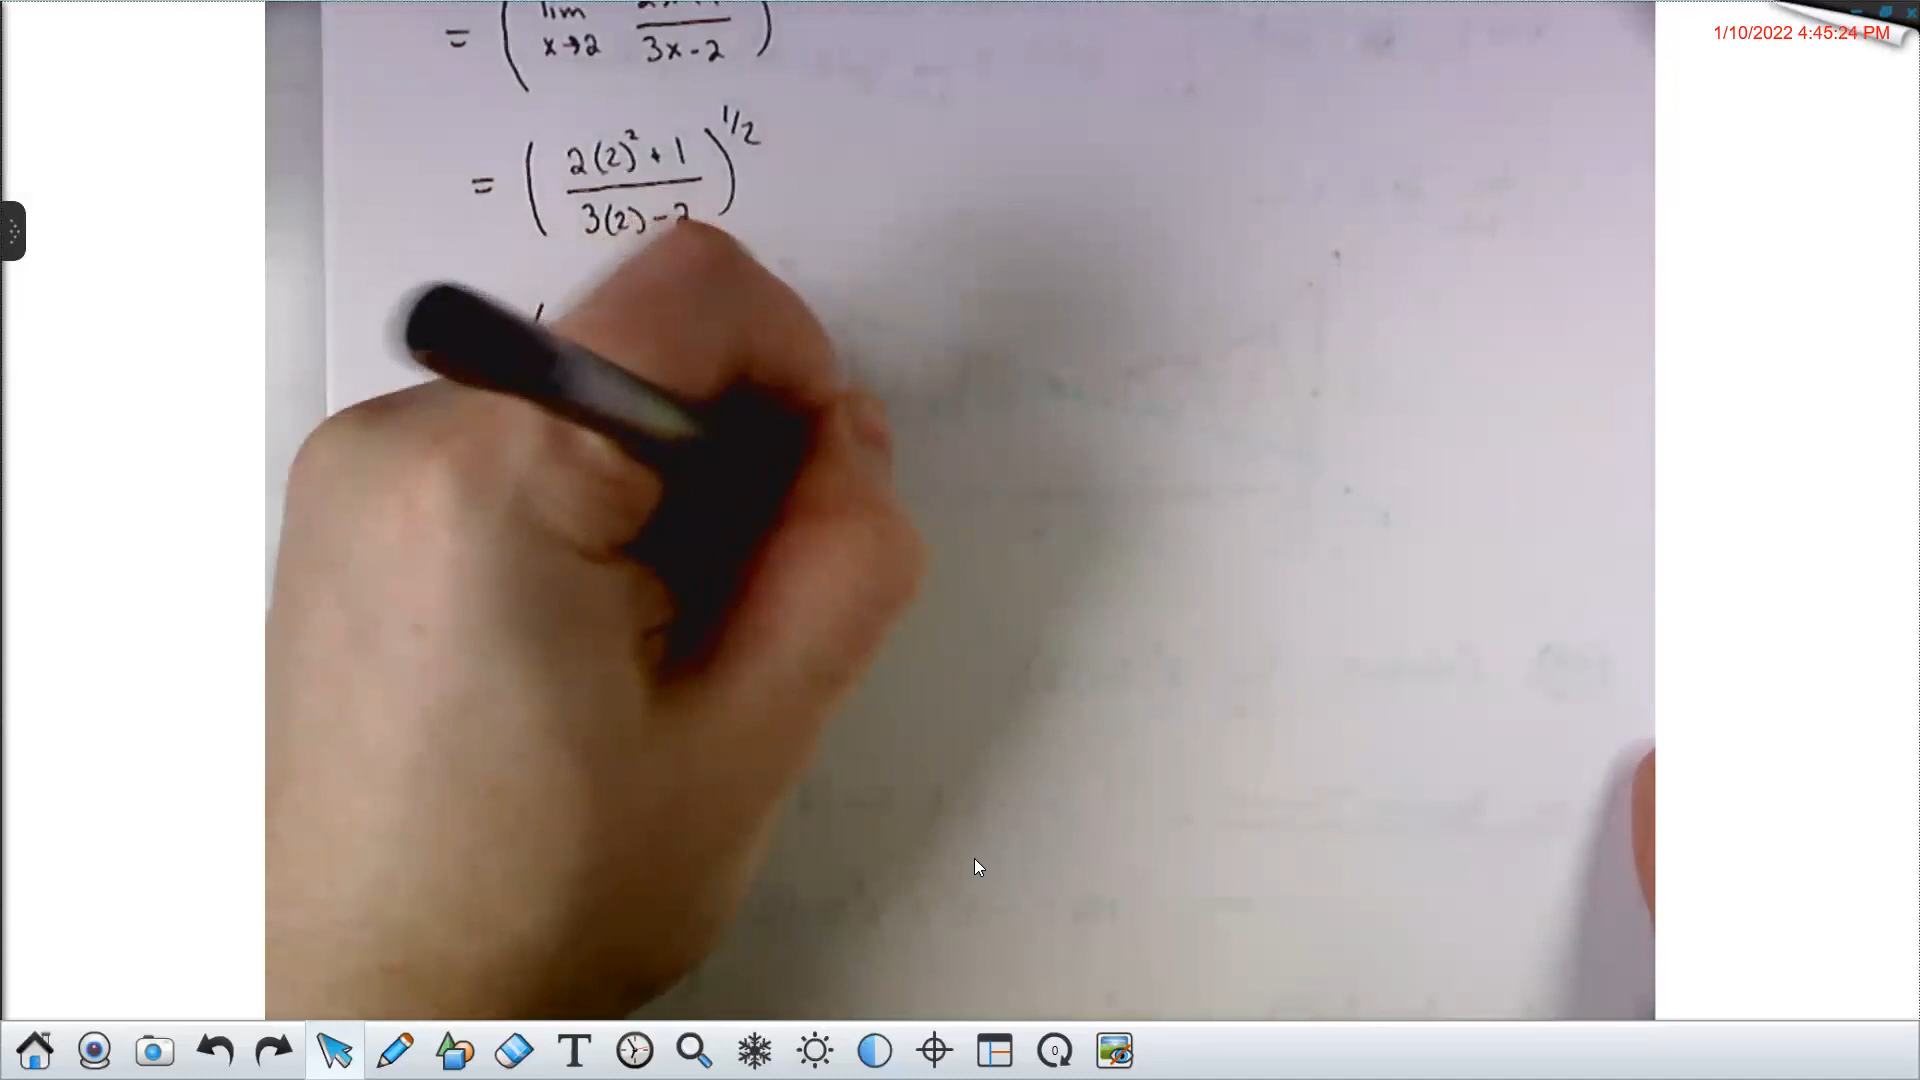 1/10/2022 4:45:24 PM
= ( lim
x→2 3x-2 )
= ( 2(2)² + 1 / 3(2) - 2 )^1/2
(
T
0